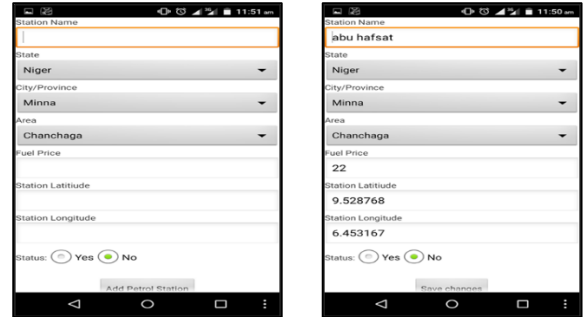 11:51 am
Station Name
State
Niger
City/Province
Minna
Area
Chanchaga
Fuel Price
Station Latitiude
Station Longitude
Status: Yes No
Add Petrol Station
11:50 am
Station Name
abu hafsat
State
Niger
City/Province
Minna
Area
Chanchaga
Fuel Price
22
Station Latitiude
9.528768
Station Longitude
6.453167
Status: Yes No
Save changes